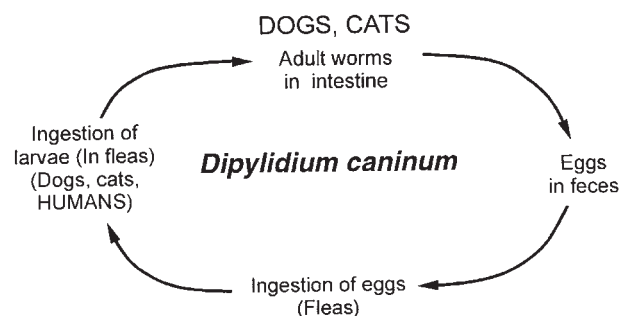 DOGS, CATS
Adult worms
in intestine
Eggs
in feces
Ingestion of eggs
(Fleas)
Ingestion of
larvae (In fleas)
(Dogs, cats,
HUMANS)
Dipylidium caninum